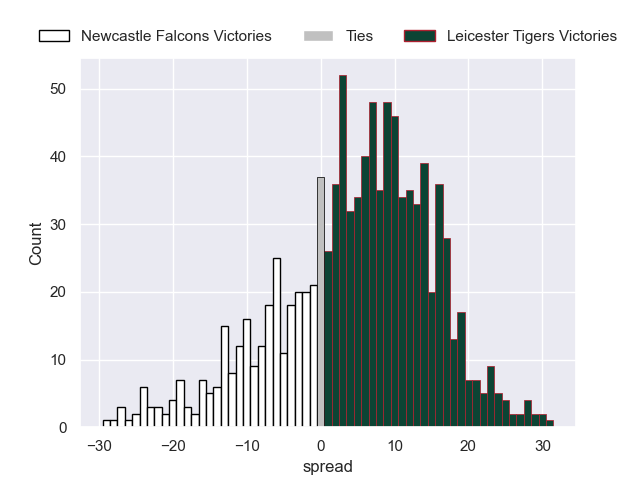 Newcastle Falcons Victories Ties Leicester Tigers Victories
50
40
30
20
10
0
Count
−30 −20 −10 0 10 20 30
spread